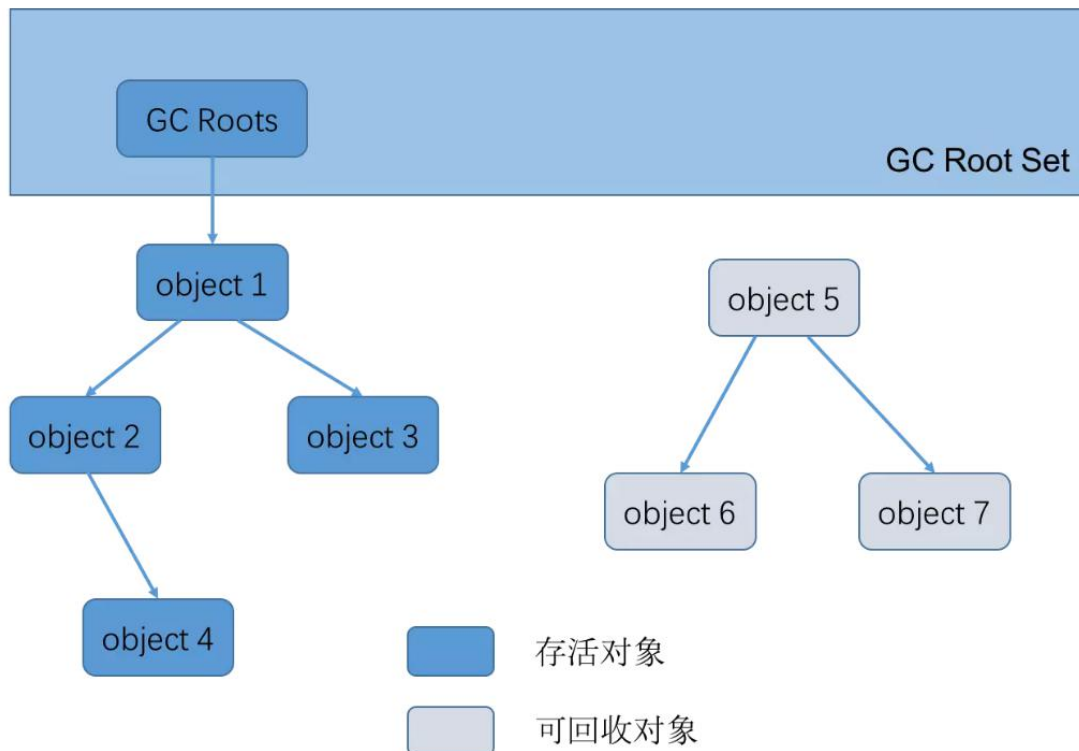 GC Roots
GC Root Set
object 1
object 5
object 2
object 3
object 6
object 7
object 4
存活对象
可回收对象